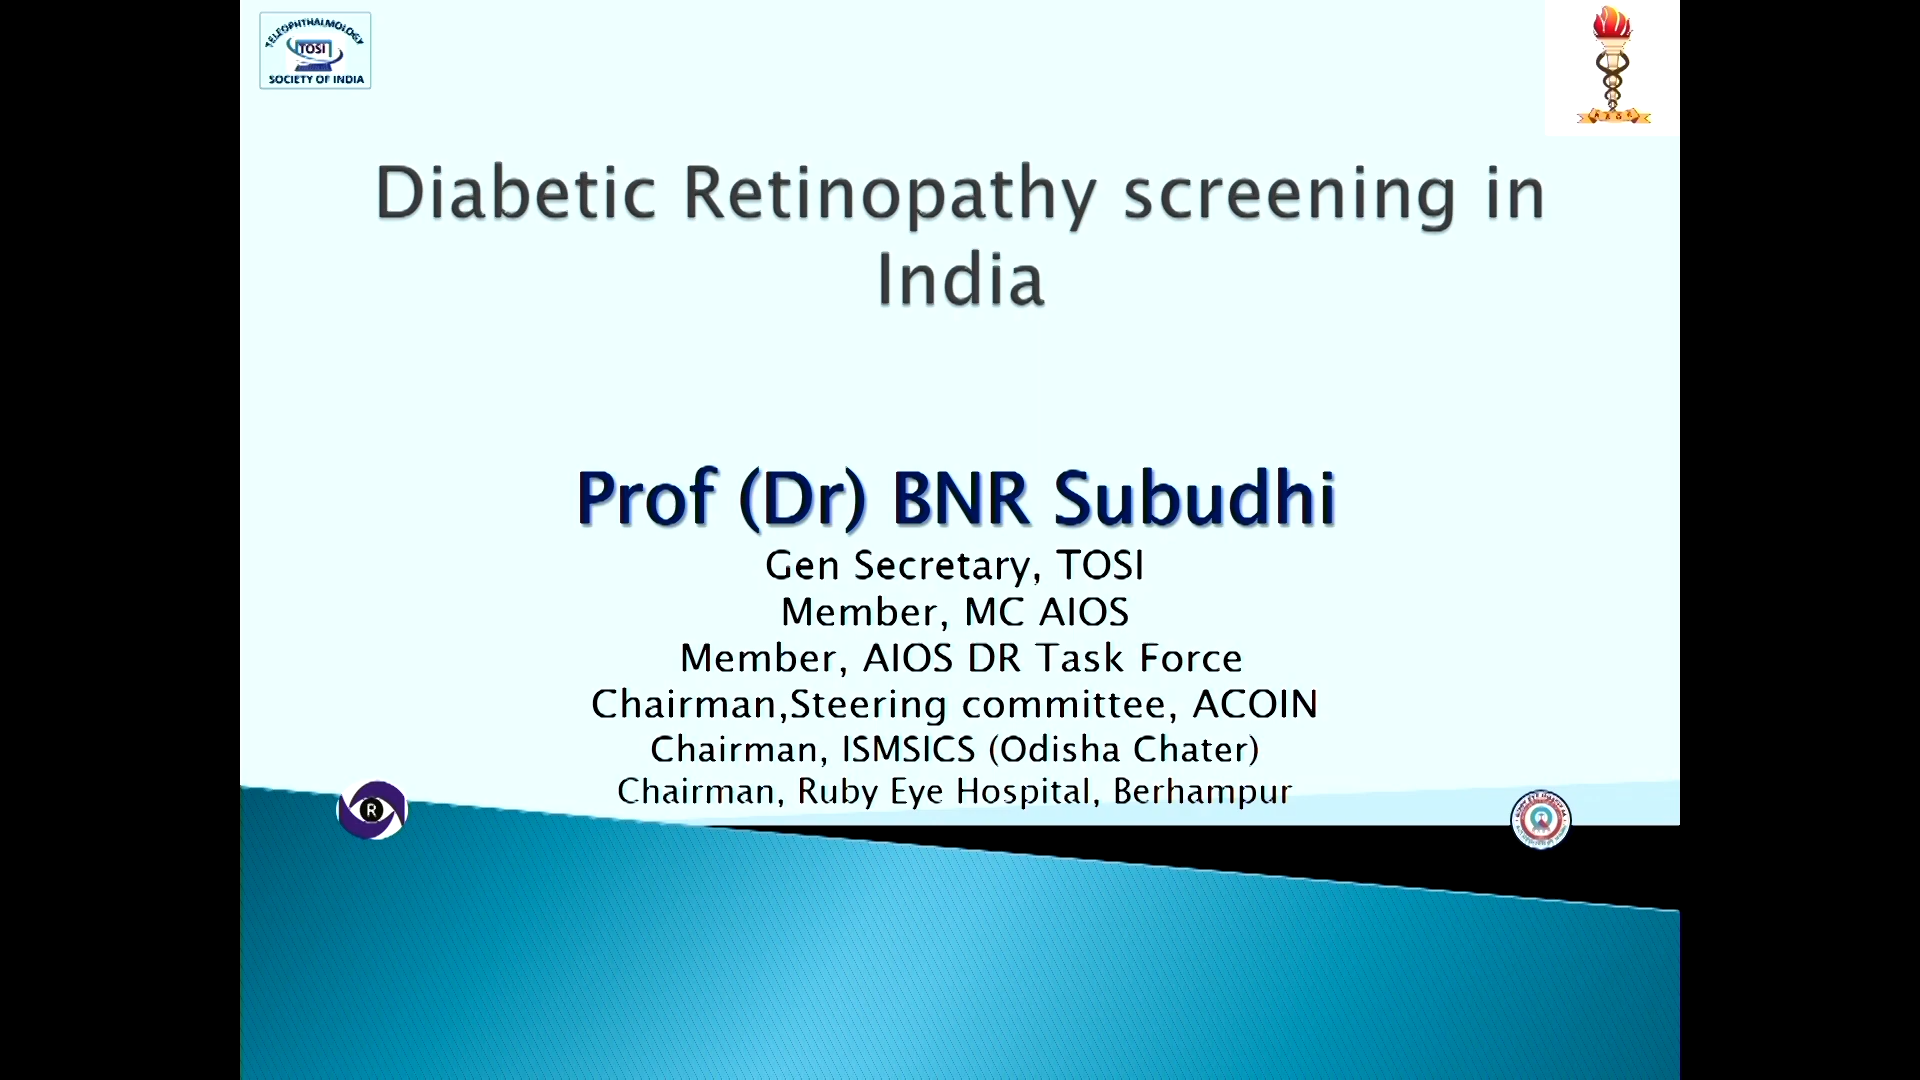 TELEOPHTHALMOLOGY
TOSI
SOCIETY OF INDIA
Diabetic Retinopathy screening in
India
Prof (Dr) BNR Subudhi
Gen Secretary, TOSI
Member, MC AIOS
Member, AIOS DR Task Force
Chairman,Steering committee, ACOIN
Chairman, ISMSICS (Odisha Chater)
Chairman, Ruby Eye Hospital, Berhampur
R